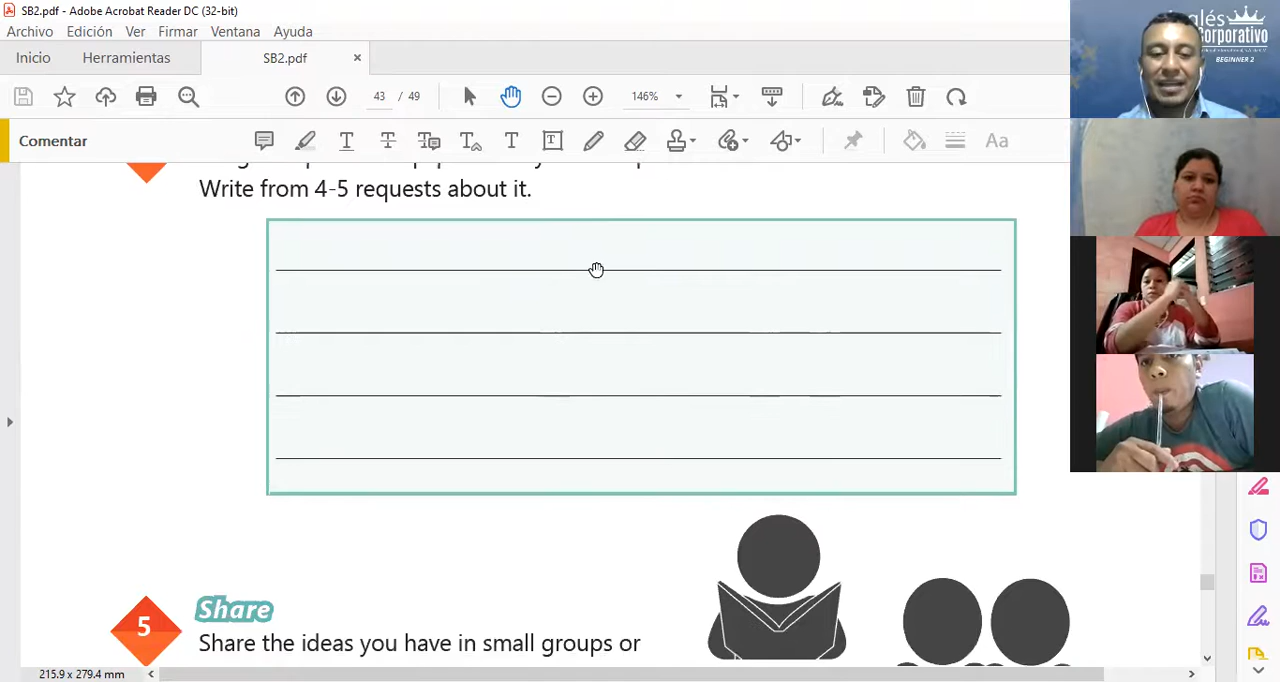 SB2.pdf - Adobe Acrobat Reader DC (32-bit)
Archivo Edición Ver Firmar Ventana Ayuda
Inicio Herramientas SB2.pdf ×
43 / 49 146%
Comentar
Aa
Write from 4-5 requests about it.
5 Share
Share the ideas you have in small groups or
215.9 x 279.4 mm
Inglés
Corporativo
BEGINNER 2